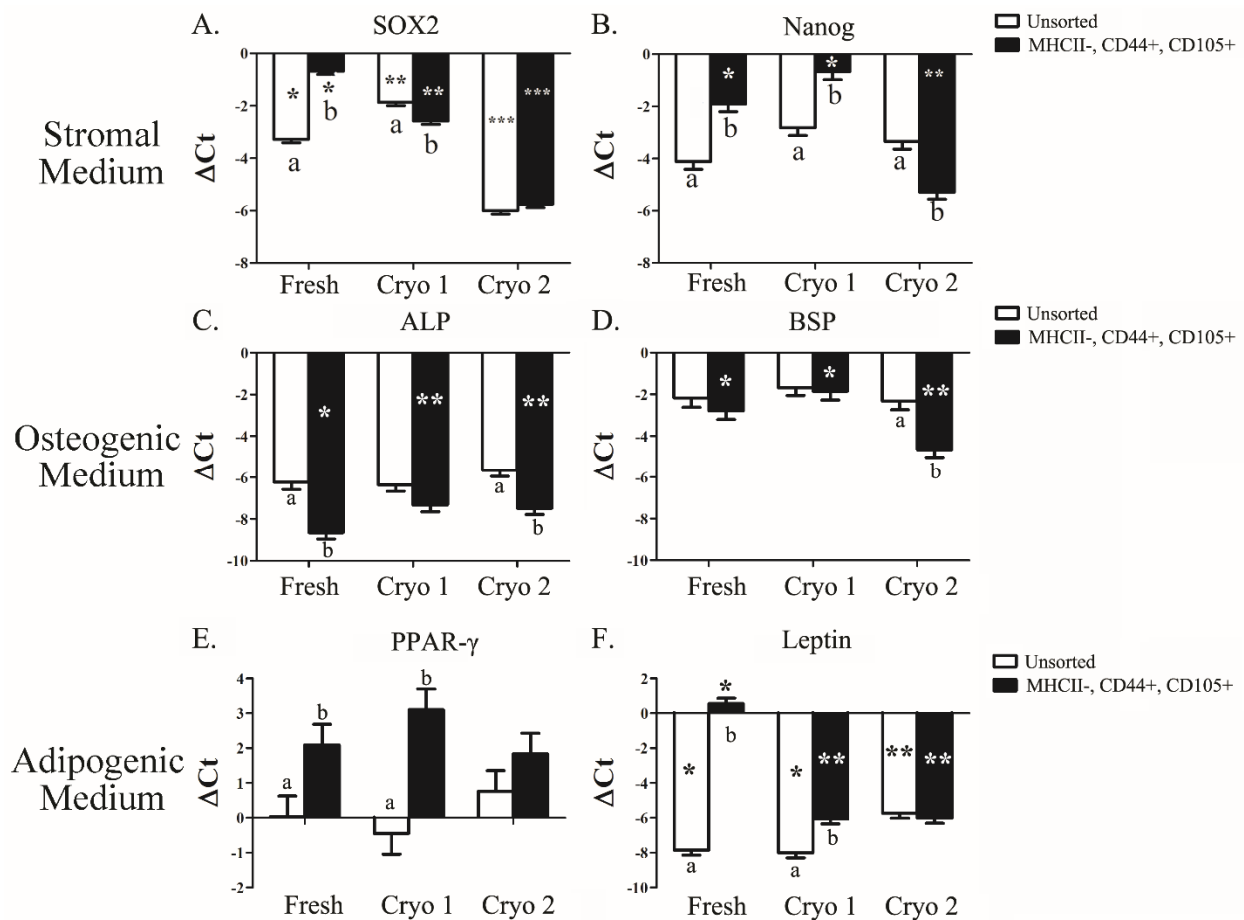 A. SOX2
B. Nanog
Unsorted
MHCII-, CD44+, CD105+
Stromal
Medium
ΔCt
0
-2
-4
-6
-8
* * ** ** *** ***
a b a b
Fresh Cryo 1 Cryo 2
ΔCt
0
-2
-4
-6
-8
* * **
a b a b a b
Fresh Cryo 1 Cryo 2
C. ALP
D. BSP
Unsorted
MHCII-, CD44+, CD105+
Osteogenic
Medium
ΔCt
0
-2
-4
-6
-8
-10
* ** **
a b a b
Fresh Cryo 1 Cryo 2
ΔCt
0
-2
-4
-6
-8
-10
* * **
a b
Fresh Cryo 1 Cryo 2
E. PPAR-γ
F. Leptin
Unsorted
MHCII-, CD44+, CD105+
Adipogenic
Medium
ΔCt
4
3
2
1
0
-1
2
a b a b
Fresh Cryo 1 Cryo 2
ΔCt
2
0
-2
-4
-6
-8
-10
* * * ** ** **
a b a b
Fresh Cryo 1 Cryo 2